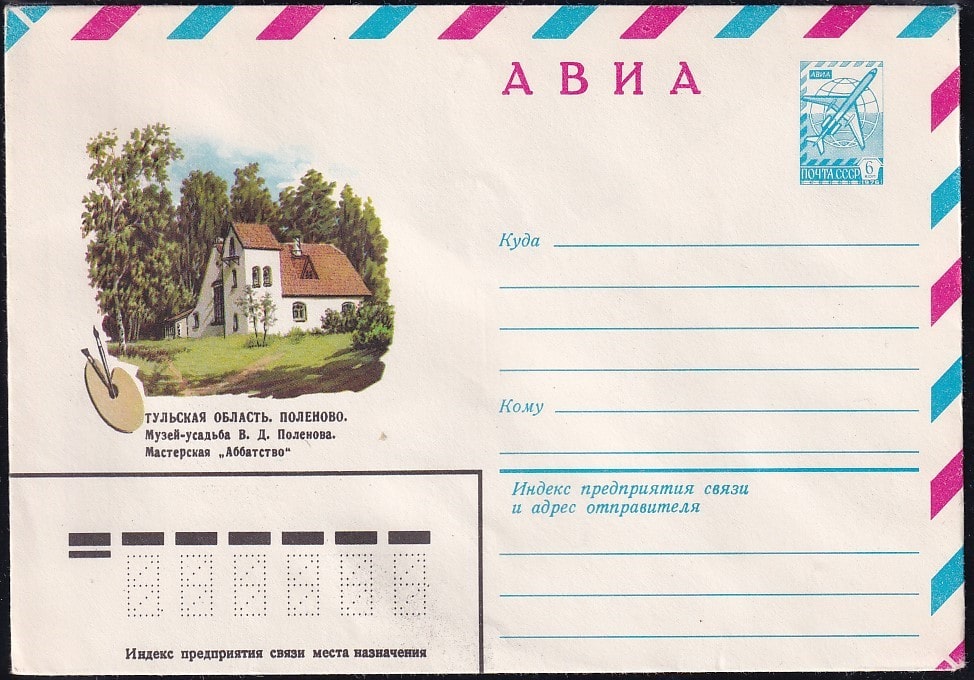 АВИА
АВИА
ПОЧТА СССР
6
КОП
1978
Куда
Кому
Индекс предприятия связи
и адрес отправителя
ТУЛЬСКАЯ ОБЛАСТЬ. ПОЛЕНОВО.
Музей-усадьба В. Д. Поленова.
Мастерская „Аббатство“
Индекс предприятия связи места назначения